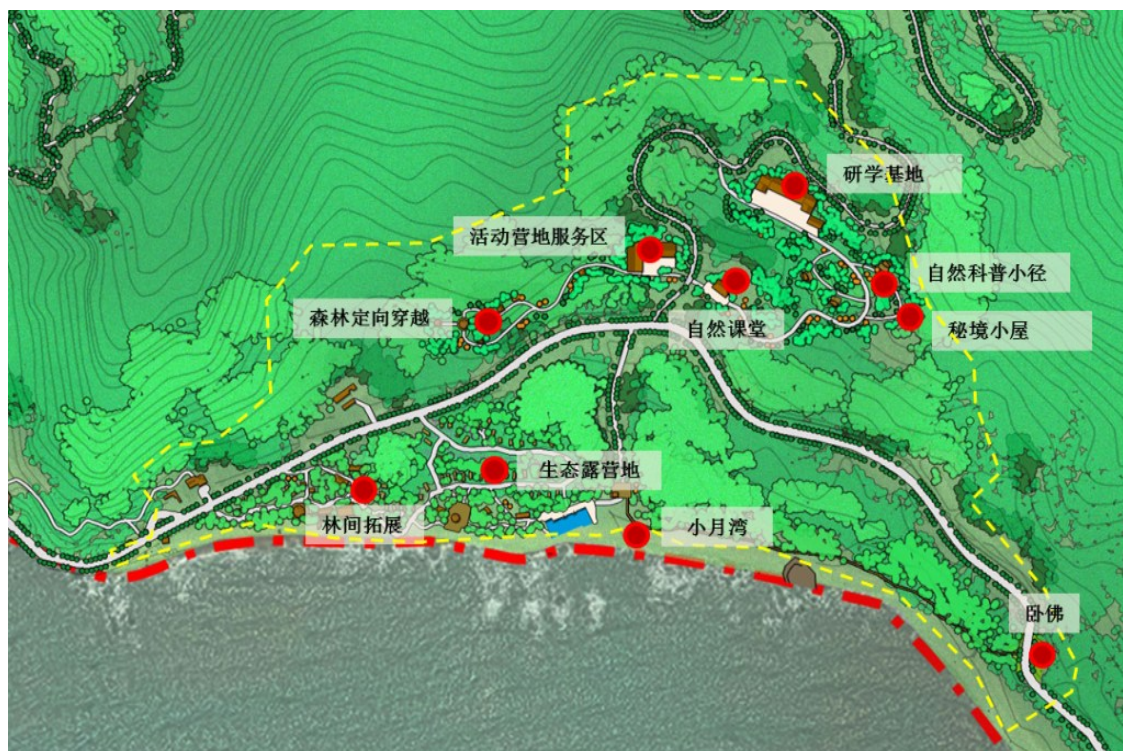 研学基地
活动营地服务区
自然科普小径
森林定向穿越
自然课堂
秘境小屋
生态露营地
林间拓展
小月湾
卧佛